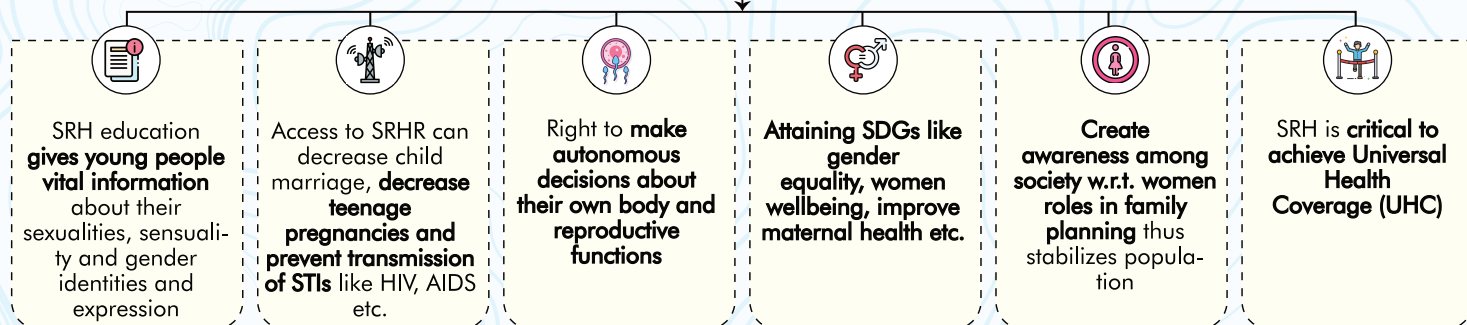 SRH education
gives young people
vital information
about their
sexualities, sensuali-
ty and gender
identities and
expression
Access to SRHR can
decrease child
marriage, decrease
teenage
pregnancies and
prevent transmission
of STIs like HIV, AIDS
etc.
Right to make
autonomous
decisions about
their own body and
reproductive
functions
Attaining SDGs like
gender
equality, women
wellbeing, improve
maternal health etc.
Create
awareness among
society w.r.t. women
roles in family
planning thus
stabilizes popula-
tion
SRH is critical to
achieve Universal
Health
Coverage (UHC)